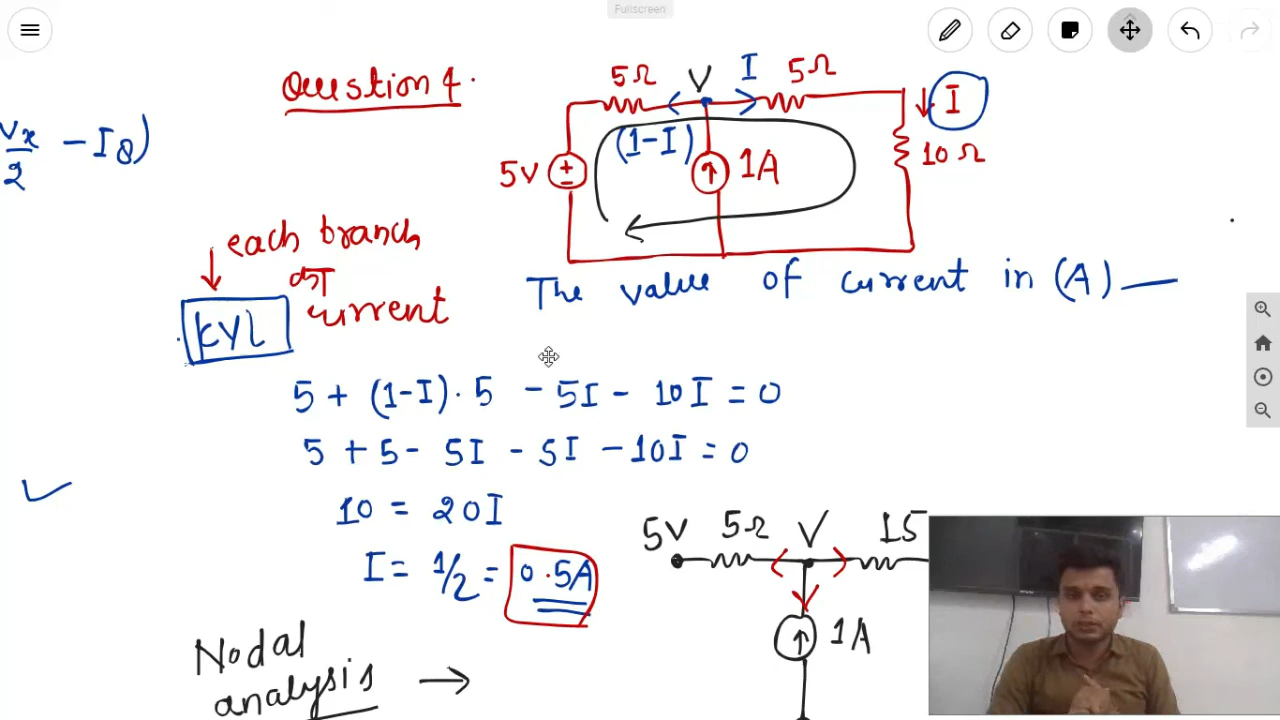 Fullscreen
Question 4.
Vx/2 - I8)
5Ω V I 5Ω
(1-I)
5V 1A I 10Ω
each branch
current
KVL
The value of current in (A) __
5 + (1-I)·5 - 5I - 10I = 0
5 + 5 - 5I - 5I - 10I = 0
10 = 20I
I = 1/2 = 0.5A
5V 5Ω V 15
1A
Nodal
analysis →